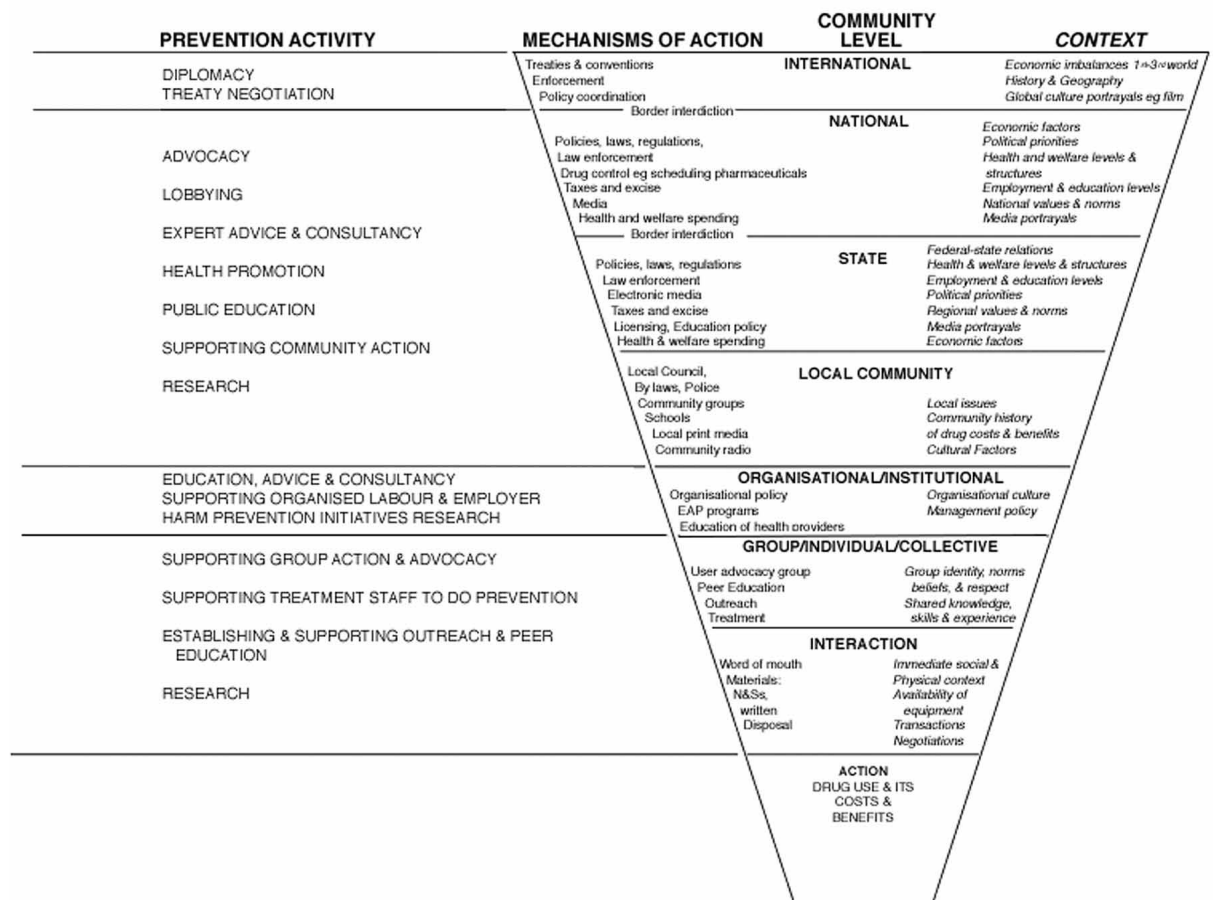 PREVENTION ACTIVITY
MECHANISMS OF ACTION
COMMUNITY
LEVEL
CONTEXT
DIPLOMACY
TREATY NEGOTIATION
Treaties & conventions
Enforcement
Policy coordination
INTERNATIONAL
Economic imbalances 1st-3rd world
History & Geography
Global culture portrayals eg film
Border interdiction
ADVOCACY
LOBBYING
EXPERT ADVICE & CONSULTANCY
HEALTH PROMOTION
PUBLIC EDUCATION
SUPPORTING COMMUNITY ACTION
RESEARCH
NATIONAL
Policies, laws, regulations,
Law enforcement
Drug control eg scheduling pharmaceuticals
Taxes and excise
Media
Health and welfare spending
Economic factors
Political priorities
Health and welfare levels &
structures
Employment & education levels
National values & norms
Media portrayals
Border interdiction
STATE
Policies, laws, regulations
Law enforcement
Electronic media
Taxes and excise
Licensing, Education policy
Health & welfare spending
Federal-state relations
Health & welfare levels & structures
Employment & education levels
Political priorities
Regional values & norms
Media portrayals
Economic factors
LOCAL COMMUNITY
Local Council,
By laws, Police
Community groups
Schools
Local print media
Community radio
Local issues
Community history
of drug costs & benefits
Cultural Factors
EDUCATION, ADVICE & CONSULTANCY
SUPPORTING ORGANISED LABOUR & EMPLOYER
HARM PREVENTION INITIATIVES RESEARCH
ORGANISATIONAL/INSTITUTIONAL
Organisational policy
EAP programs
Education of health providers
Organisational culture
Management policy
SUPPORTING GROUP ACTION & ADVOCACY
SUPPORTING TREATMENT STAFF TO DO PREVENTION
ESTABLISHING & SUPPORTING OUTREACH & PEER
EDUCATION
RESEARCH
GROUP/INDIVIDUAL/COLLECTIVE
User advocacy group
Peer Education
Outreach
Treatment
Group identity, norms
beliefs, & respect
Shared knowledge,
skills & experience
INTERACTION
Word of mouth
Materials:
N&Ss,
written
Disposal
Immediate social &
Physical context
Availability of
equipment
Transactions
Negotiations
ACTION
DRUG USE & ITS
COSTS &
BENEFITS